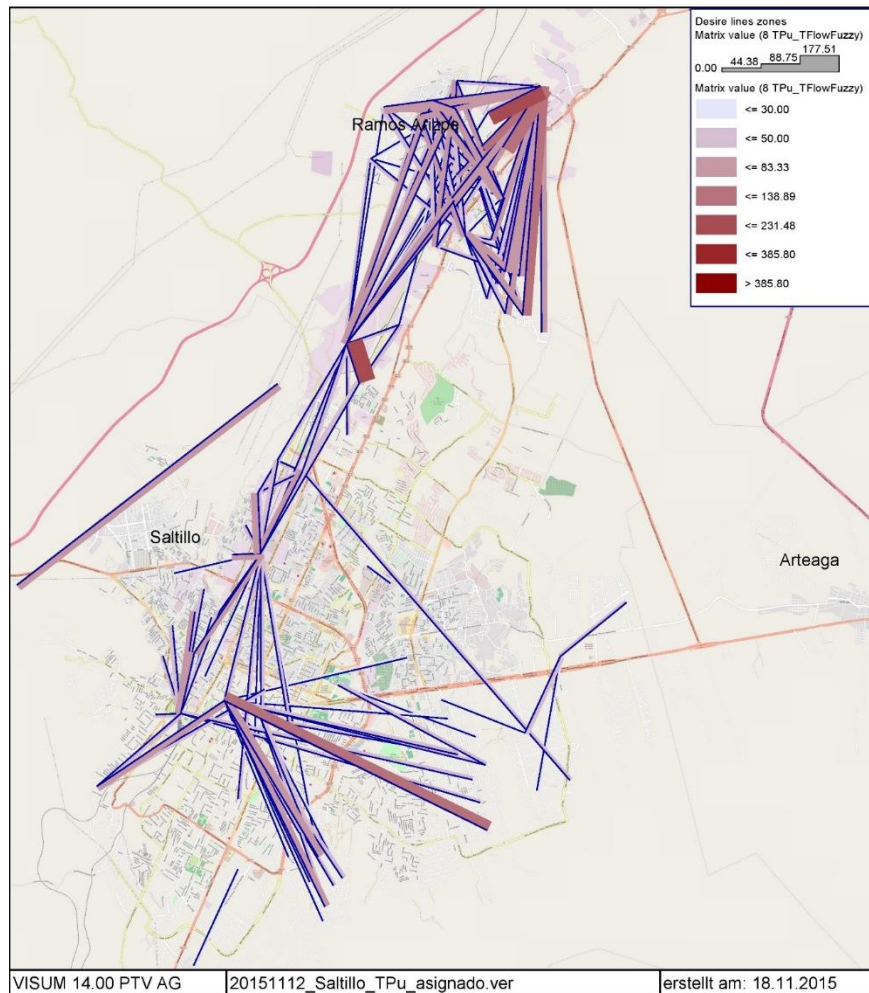 Desire lines zones
Matrix value (8 TPu_TFlowFuzzy)
0.00 44.38 88.75 177.51
Matrix value (8 TPu_TFlowFuzzy)
<= 30.00
<= 50.00
<= 83.33
<= 138.89
<= 231.48
<= 385.80
> 385.80
Ramos Arizpe
Saltillo
Arteaga
VISUM 14.00 PTV AG
20151112_Saltillo_TPu_asignado.ver
erstellt am: 18.11.2015